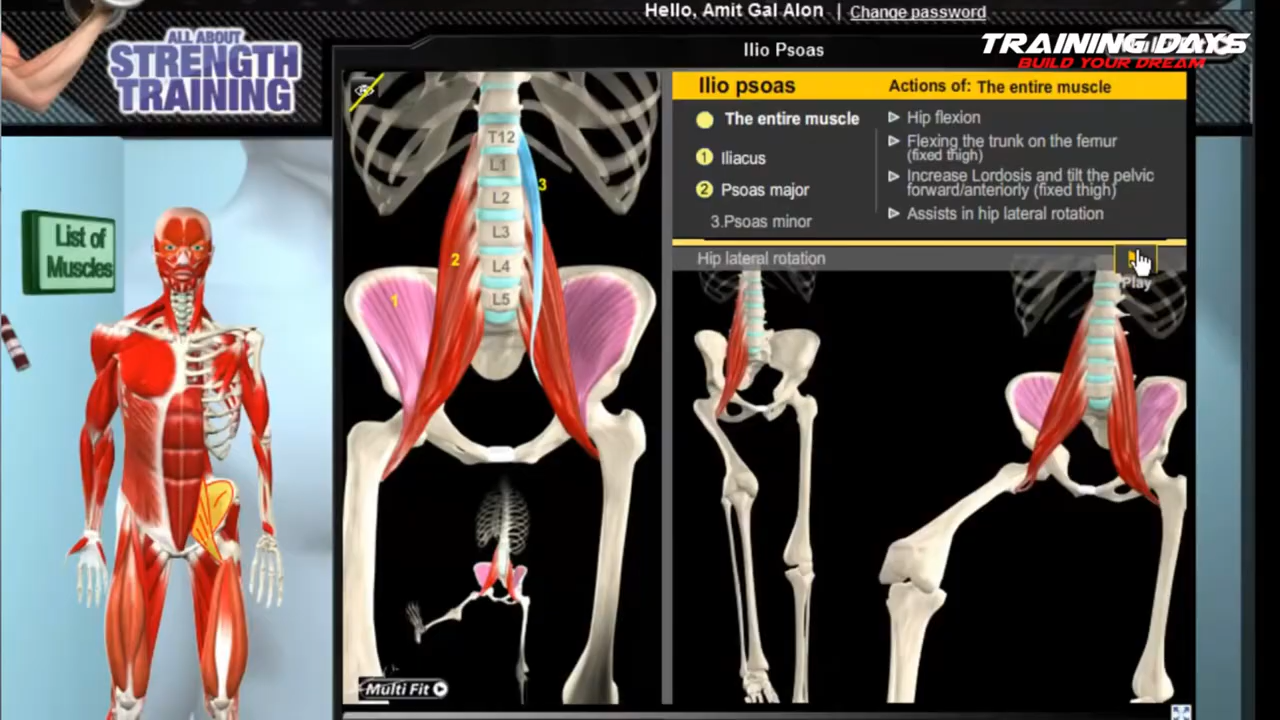 Hello, Amit Gal Alon | Change password
ALL ABOUT
STRENGTH
TRAINING
Ilio Psoas
TRAINING DAYS
BUILD YOUR DREAM
List of
Muscles
T12
L1
L2
L3
L4
L5
1
2
3
Multi Fit
Ilio psoas
The entire muscle
1 Iliacus
2 Psoas major
3.Psoas minor
Actions of: The entire muscle
Hip flexion
Flexing the trunk on the femur
(fixed thigh)
Increase Lordosis and tilt the pelvic
forward/anteriorly (fixed thigh)
Assists in hip lateral rotation
Hip lateral rotation
Play